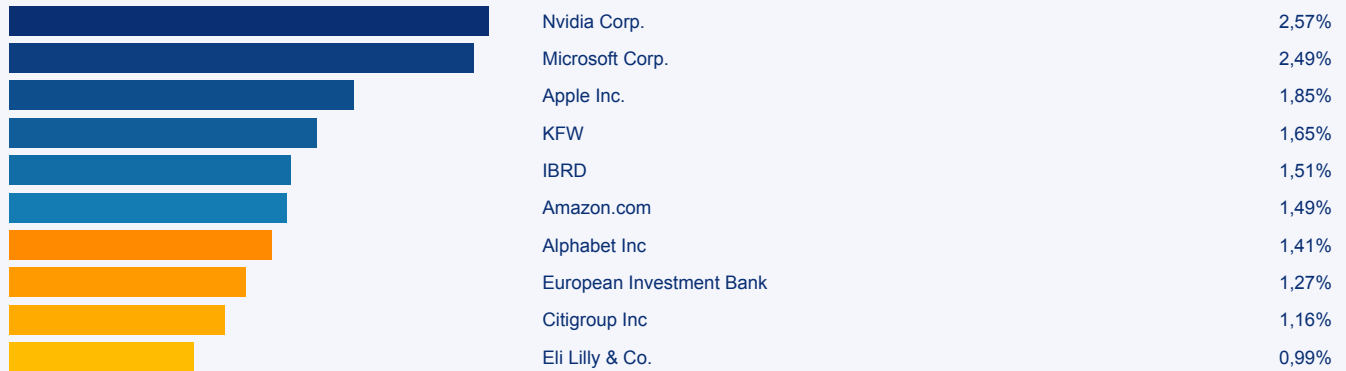 Nvidia Corp. 2,57%
Microsoft Corp. 2,49%
Apple Inc. 1,85%
KFW 1,65%
IBRD 1,51%
Amazon.com 1,49%
Alphabet Inc 1,41%
European Investment Bank 1,27%
Citigroup Inc 1,16%
Eli Lilly & Co. 0,99%